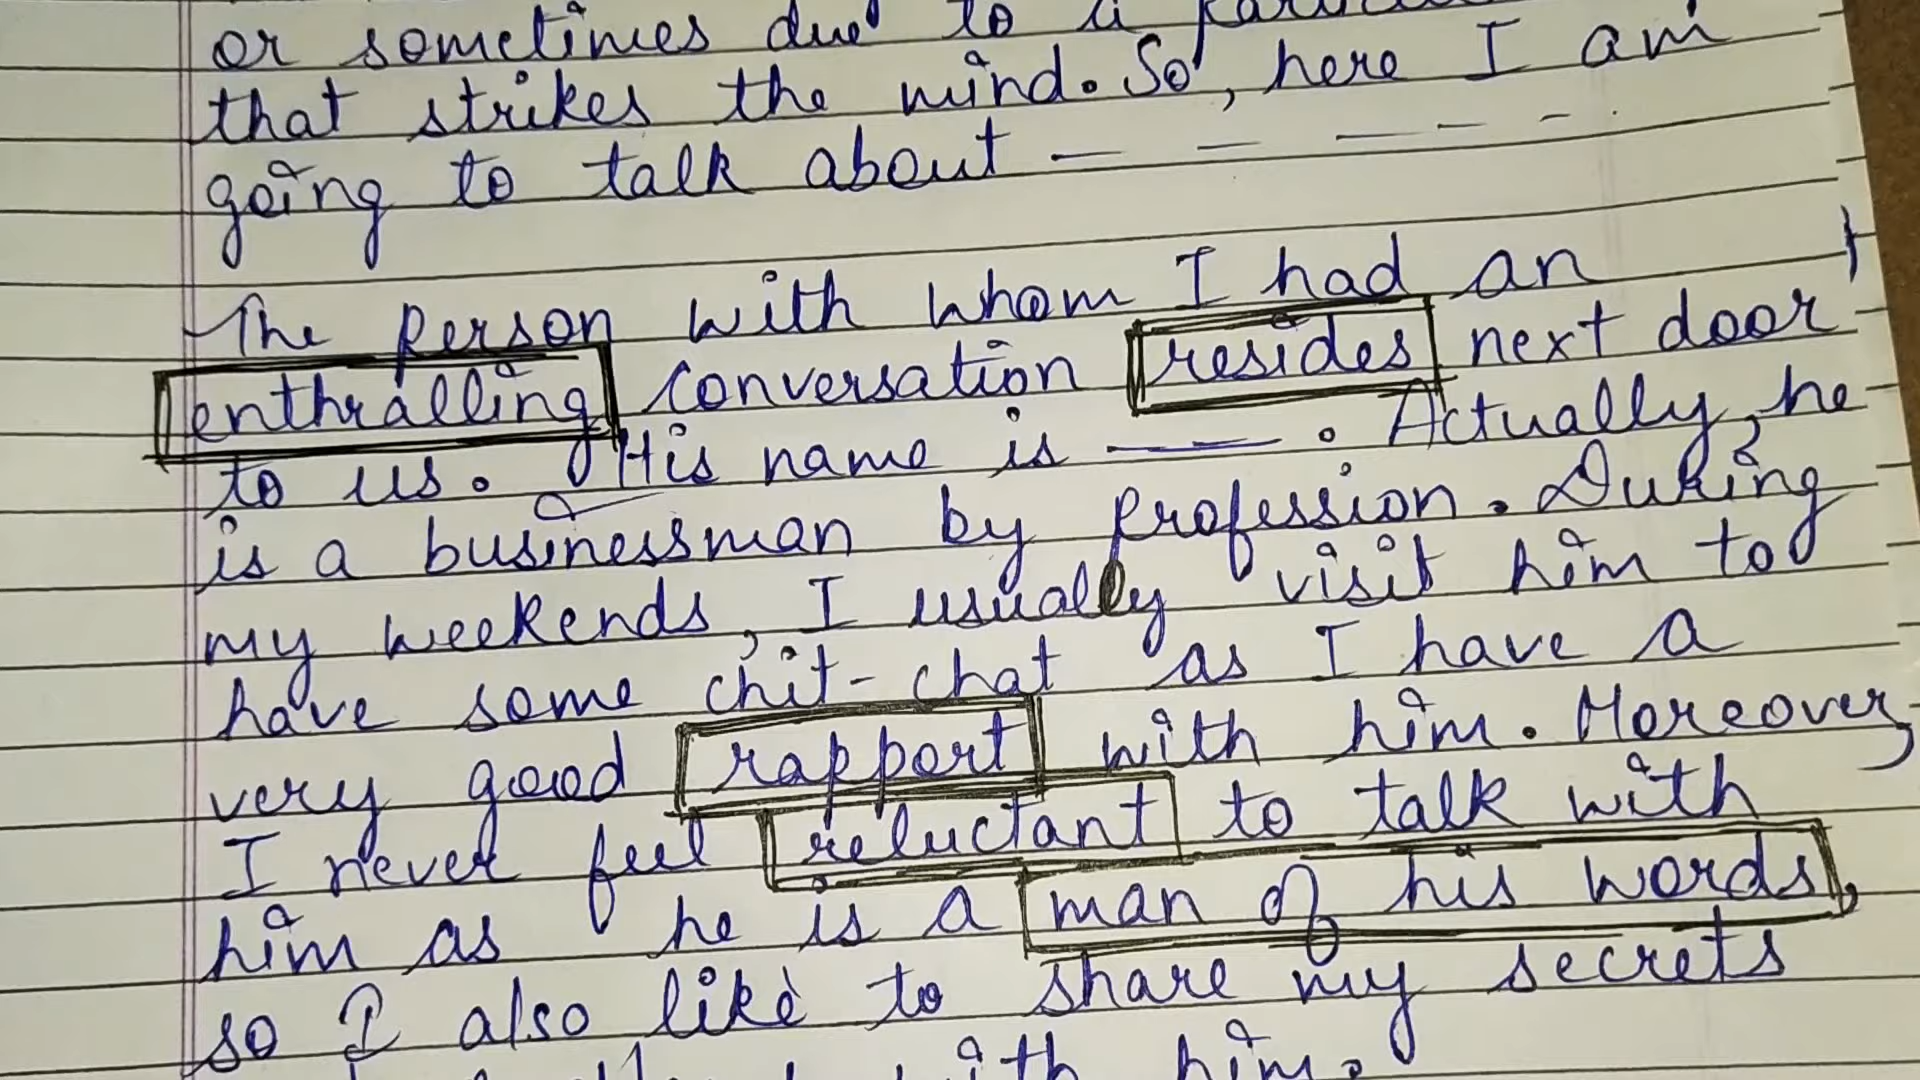 or sometimes due to a
that strikes the mind. So, here I am
going to talk about — — — — - .
The person with whom I had an
enthralling conversation resides next door
to us. His name is — — . Actually, he
is a businessman by profession. During
my weekends, I usually visit him to
have some chit-chat as I have a
very good rapport with him. Moreover,
I never feel reluctant to talk with
him as he is a man of his words,
so I also like to share my secrets
with him.